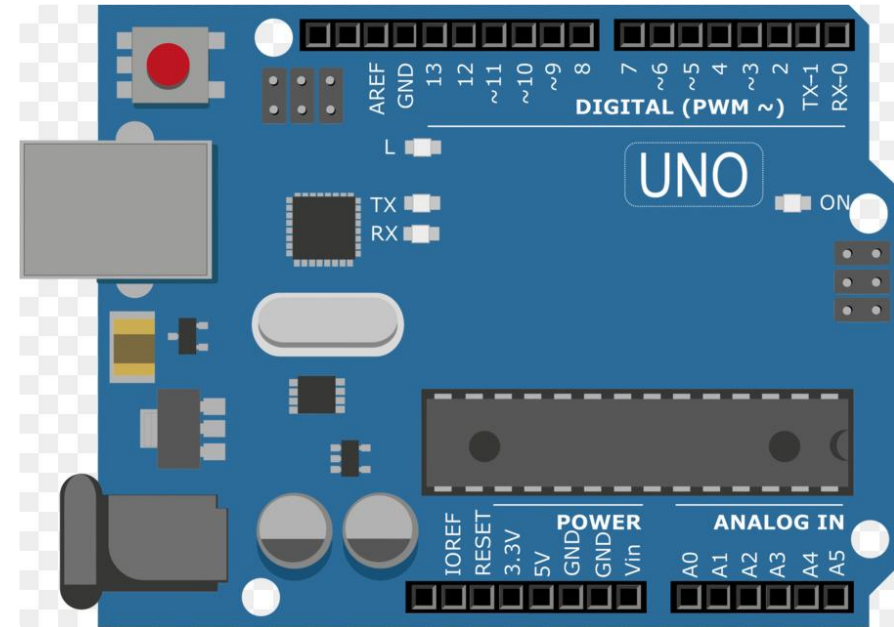 AREF
GND
13
12
~11
~10
~9
8
7
~6
~5
4
~3
2
TX–1
RX–0
DIGITAL (PWM ~)
L
TX
RX
UNO
ON
POWER
ANALOG IN
IOREF
RESET
3.3V
5V
GND
GND
Vin
A0
A1
A2
A3
A4
A5